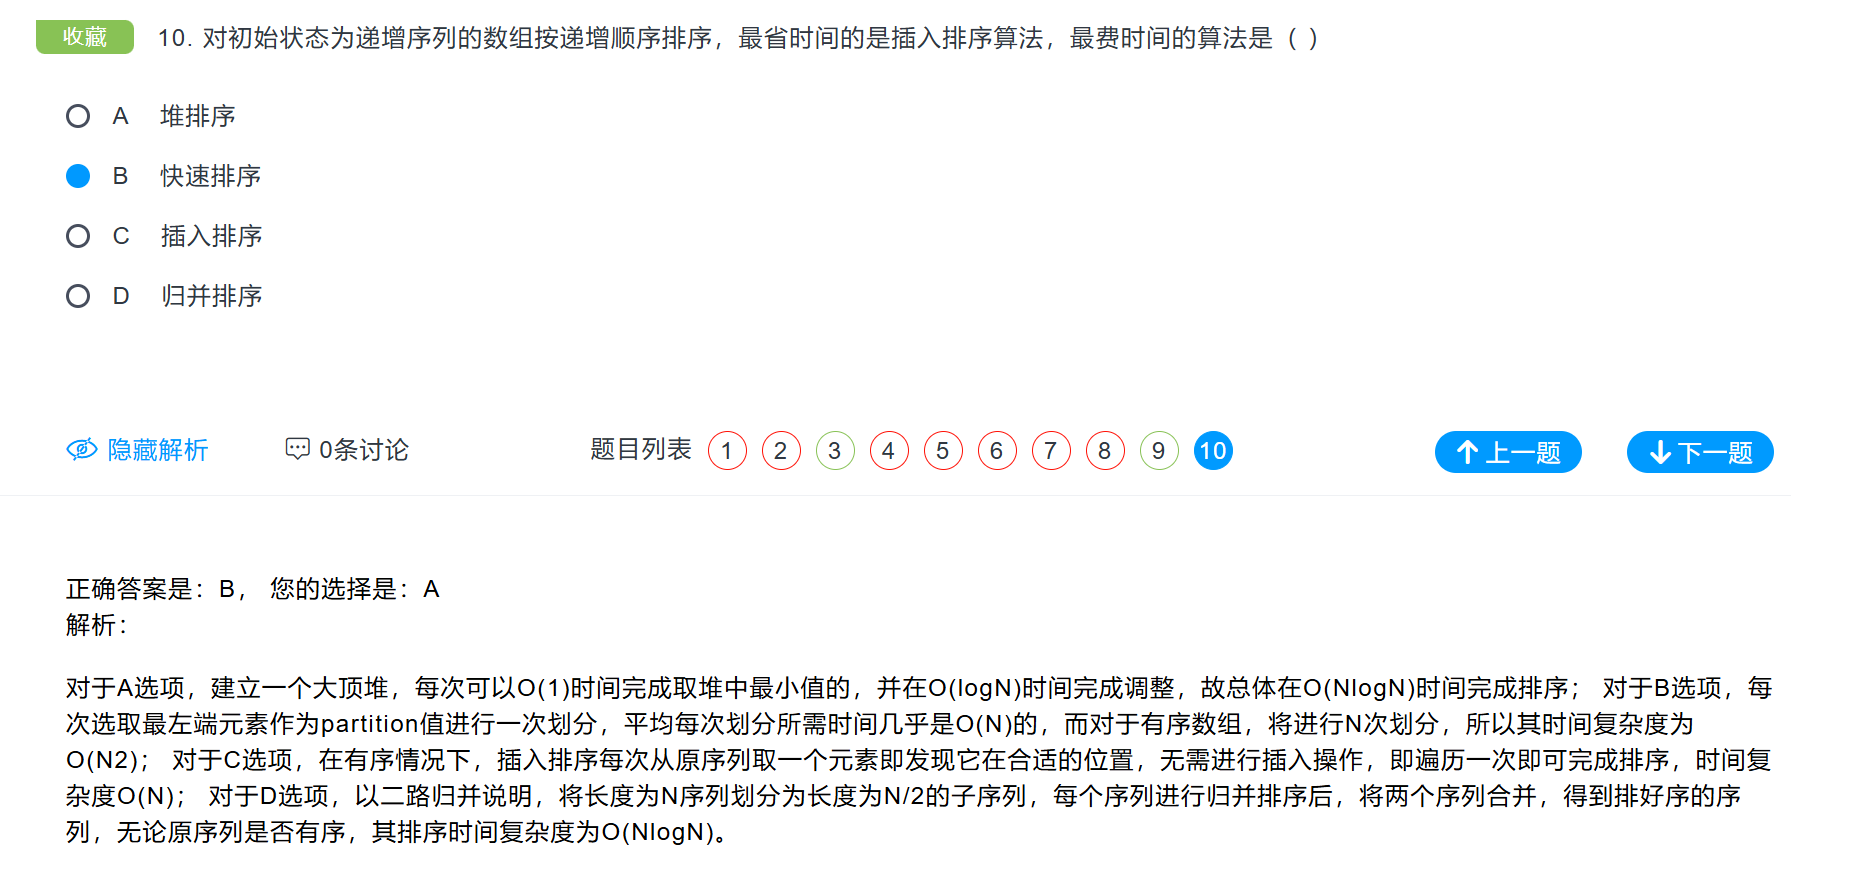 收藏 10. 对初始状态为递增序列的数组按递增顺序排序，最省时间的是插入排序算法，最费时间的算法是（ ）
A 堆排序
B 快速排序
C 插入排序
D 归并排序
隐藏解析 0条讨论 题目列表 1 2 3 4 5 6 7 8 9 10 上一题 下一题
正确答案是：B， 您的选择是：A
解析：
对于A选项，建立一个大顶堆，每次可以O(1)时间完成取堆中最小值的，并在O(logN)时间完成调整，故总体在O(NlogN)时间完成排序； 对于B选项，每
次选取最左端元素作为partition值进行一次划分，平均每次划分所需时间几乎是O(N)的，而对于有序数组，将进行N次划分，所以其时间复杂度为
O(N2)； 对于C选项，在有序情况下，插入排序每次从原序列取一个元素即发现它在合适的位置，无需进行插入操作，即遍历一次即可完成排序，时间复
杂度O(N)； 对于D选项，以二路归并说明，将长度为N序列划分为长度为N/2的子序列，每个序列进行归并排序后，将两个序列合并，得到排好序的序
列，无论原序列是否有序，其排序时间复杂度为O(NlogN)。